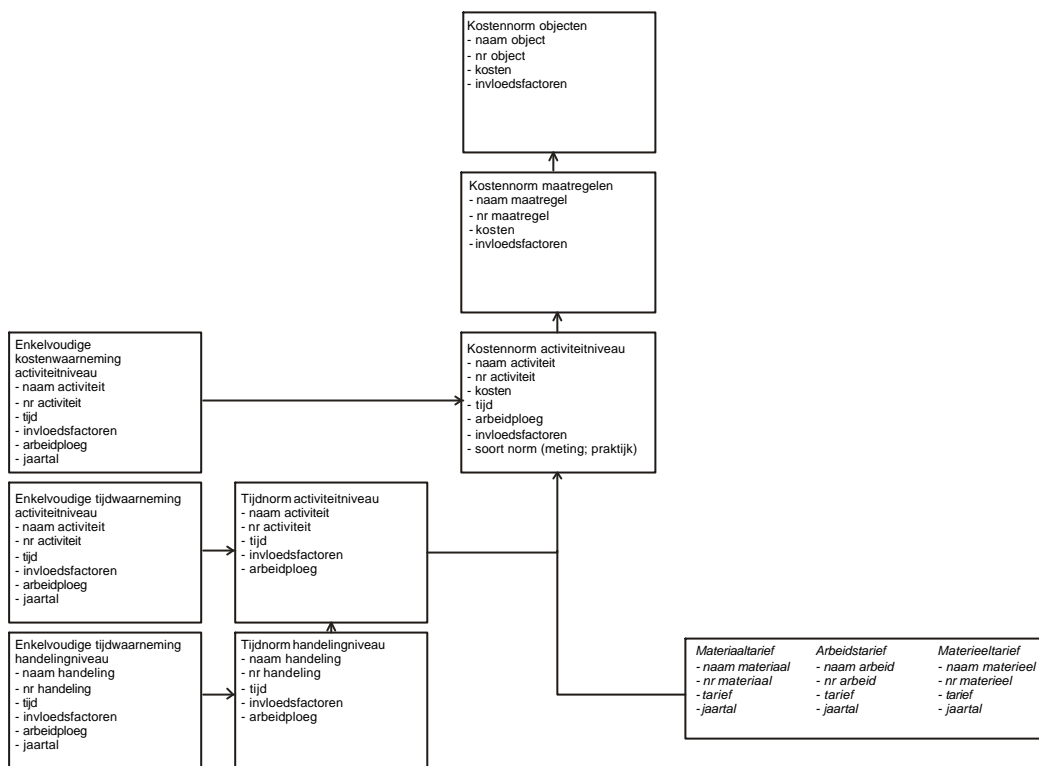 Kostennorm objecten
- naam object
- nr object
- kosten
- invloedsfactoren
Kostennorm maatregelen
- naam maatregel
- nr maatregel
- kosten
- invloedsfactoren
Enkelvoudige
kostenwaarneming
activiteitniveau
- naam activiteit
- nr activiteit
- tijd
- invloedsfactoren
- arbeidploeg
- jaartal
Kostennorm activiteitniveau
- naam activiteit
- nr activiteit
- kosten
- tijd
- arbeidploeg
- invloedsfactoren
- soort norm (meting; praktijk)
Enkelvoudige tijdwaarneming
activiteitniveau
- naam activiteit
- nr activiteit
- tijd
- invloedsfactoren
- arbeidploeg
- jaartal
Tijdnorm activiteitniveau
- naam activiteit
- nr activiteit
- tijd
- invloedsfactoren
- arbeidploeg
Enkelvoudige tijdwaarneming
handelingniveau
- naam handeling
- nr handeling
- tijd
- invloedsfactoren
- arbeidploeg
- jaartal
Tijdnorm handelingniveau
- naam handeling
- nr handeling
- tijd
- invloedsfactoren
- arbeidploeg
Materiaaltarief
- naam materiaal
- nr materiaal
- tarief
- jaartal
Arbeidstarief
- naam arbeid
- nr arbeid
- tarief
- jaartal
Materieeltarief
- naam materieel
- nr materieel
- tarief
- jaartal